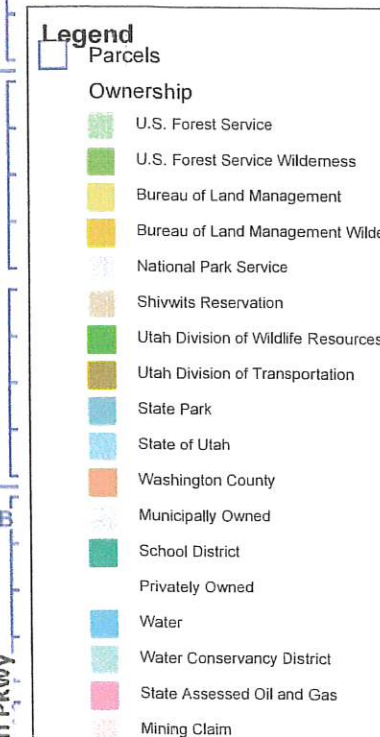 Legend
Parcels
Ownership
U.S. Forest Service
U.S. Forest Service Wilderness
Bureau of Land Management
Bureau of Land Management Wilde
National Park Service
Shivwits Reservation
Utah Division of Wildlife Resources
Utah Division of Transportation
State Park
State of Utah
Washington County
Municipally Owned
School District
Privately Owned
Water
Water Conservancy District
State Assessed Oil and Gas
Mining Claim
Pkwy